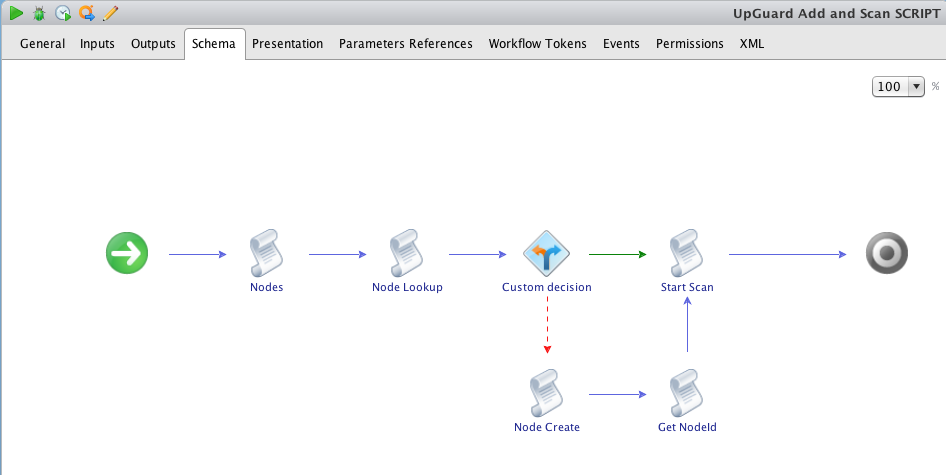 UpGuard Add and Scan SCRIPT
General Inputs Outputs Schema Presentation Parameters References Workflow Tokens Events Permissions XML
100 %
Nodes Node Lookup Custom decision Start Scan
Node Create Get NodeId